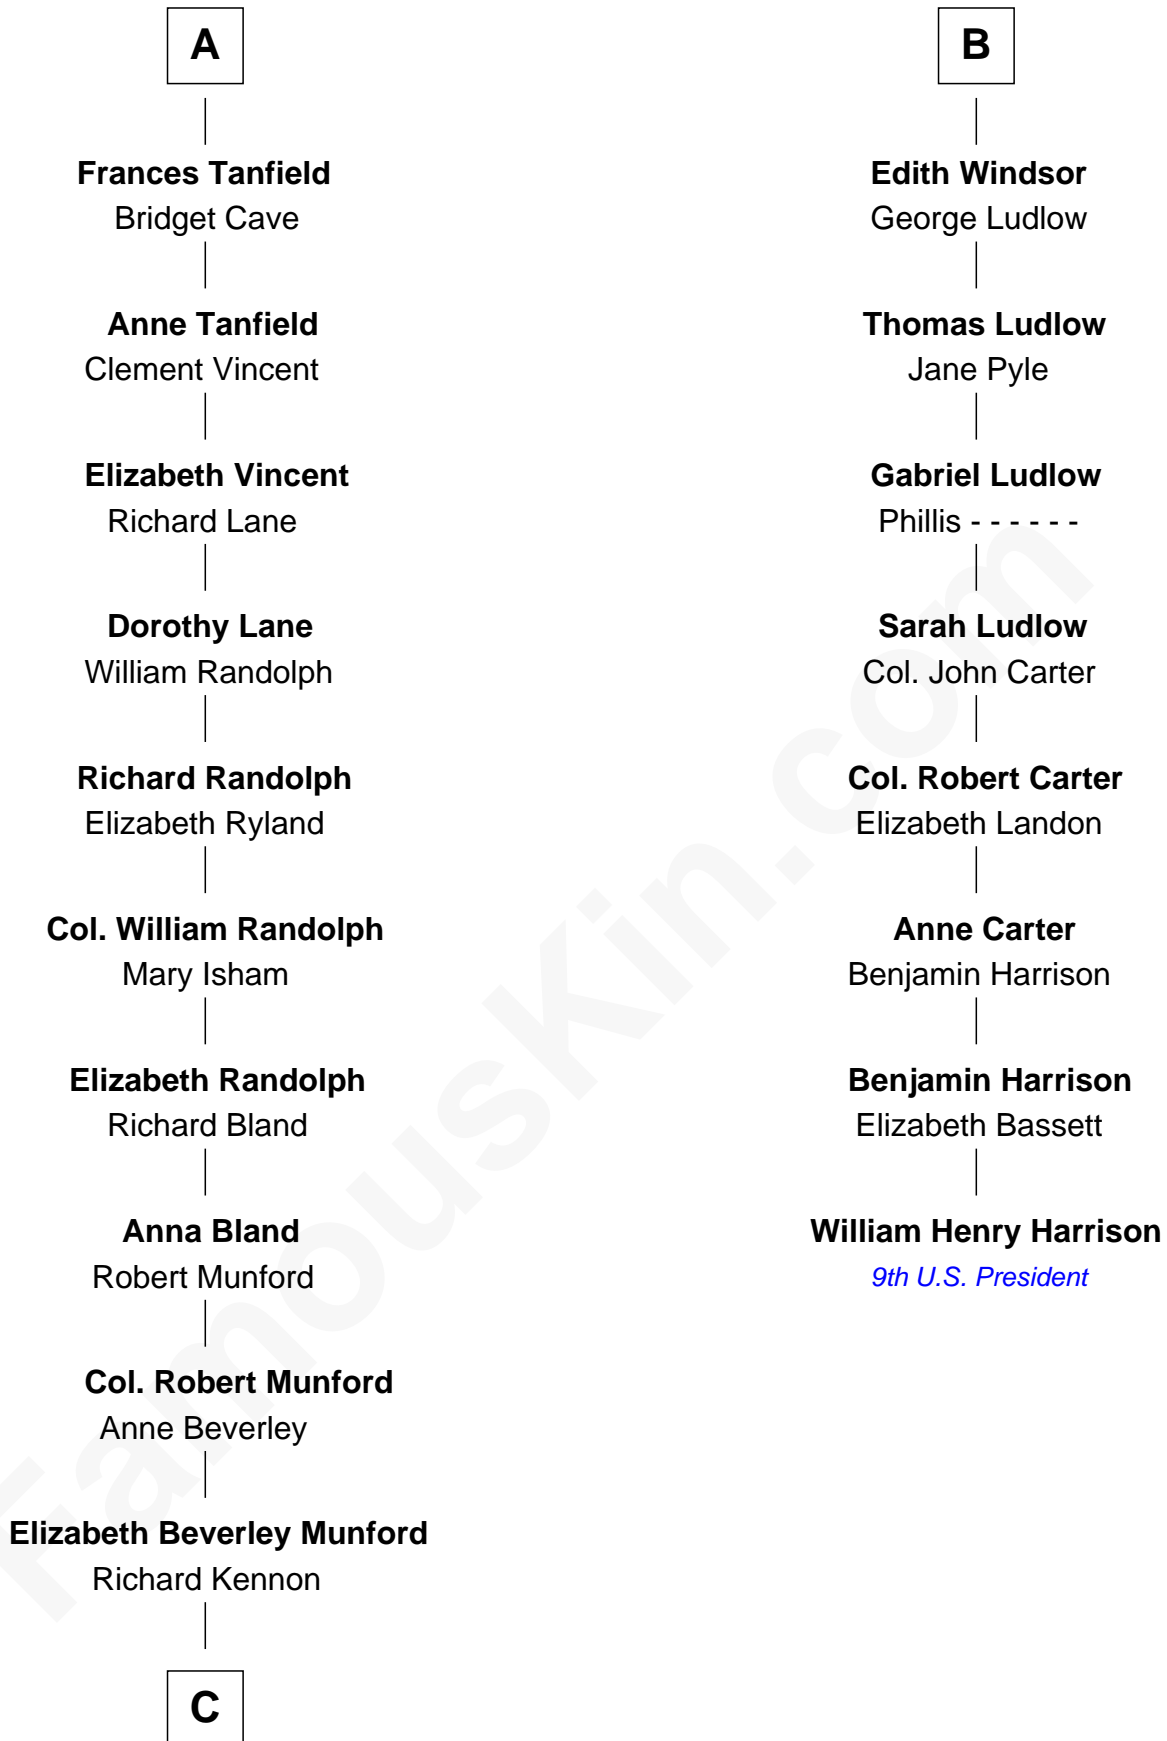 A
Frances Tanfield
Bridget Cave
Anne Tanfield
Clement Vincent
Elizabeth Vincent
Richard Lane
Dorothy Lane
William Randolph
Richard Randolph
Elizabeth Ryland
Col. William Randolph
Mary Isham
Elizabeth Randolph
Richard Bland
Anna Bland
Robert Munford
Col. Robert Munford
Anne Beverley
Elizabeth Beverley Munford
Richard Kennon
C
B
Edith Windsor
George Ludlow
Thomas Ludlow
Jane Pyle
Gabriel Ludlow
Phillis - - - - - -
Sarah Ludlow
Col. John Carter
Col. Robert Carter
Elizabeth Landon
Anne Carter
Benjamin Harrison
Benjamin Harrison
Elizabeth Bassett
William Henry Harrison
9th U.S. President
FamousKin.com